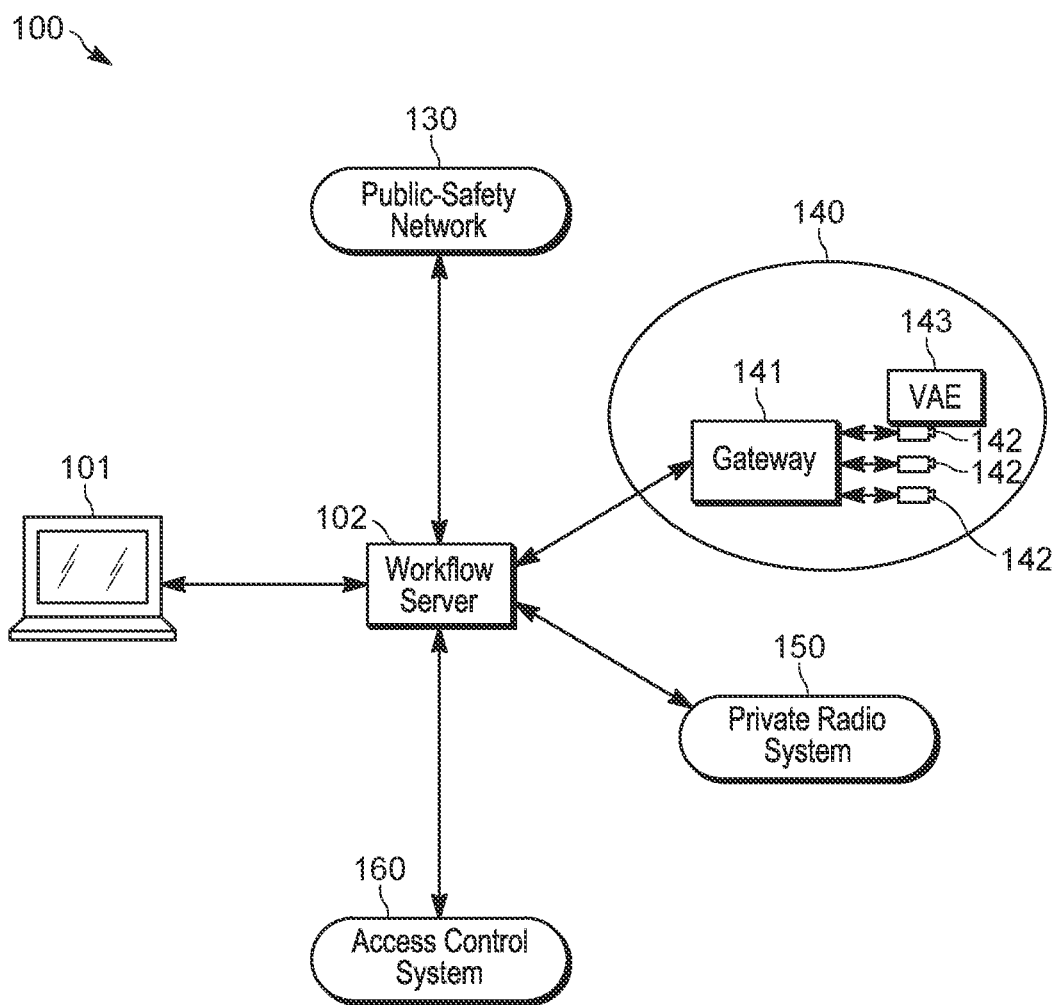 100
130
Public-Safety
Network
140
143
VAE
141
Gateway
142
142
142
101
102
Workflow
Server
150
Private Radio
System
160
Access Control
System